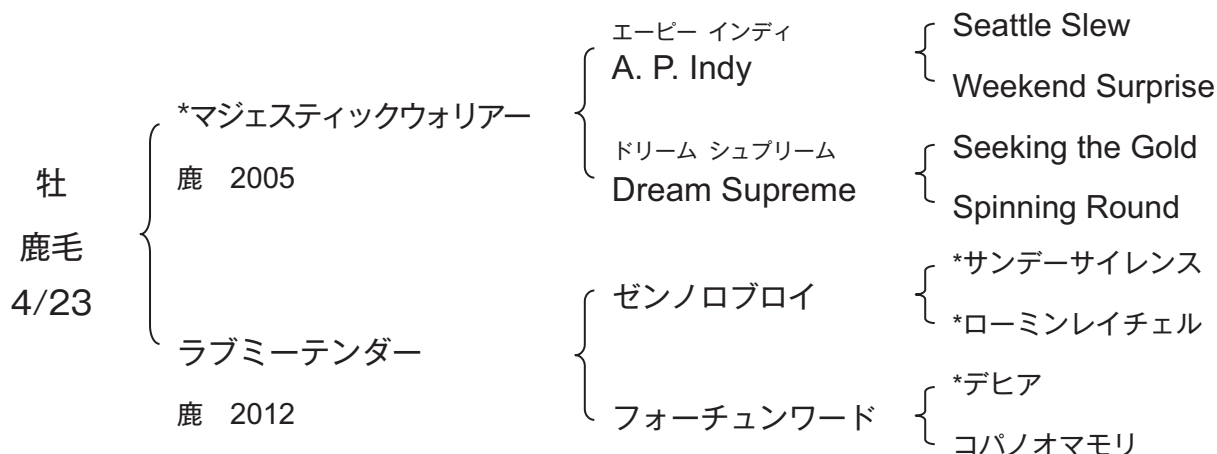 牡
鹿毛
4/23
*マジェスティックウォリアー
鹿 2005
ラブミーテンダー
鹿 2012
エーピー インディ
A. P. Indy
ドリーム シュプリーム
Dream Supreme
ゼンノロブロイ
フォーチュンワード
Seattle Slew
Weekend Surprise
Seeking the Gold
Spinning Round
*サンデーサイレンス
*ローミンレイチェル
*デヒア
コパノオマモリ